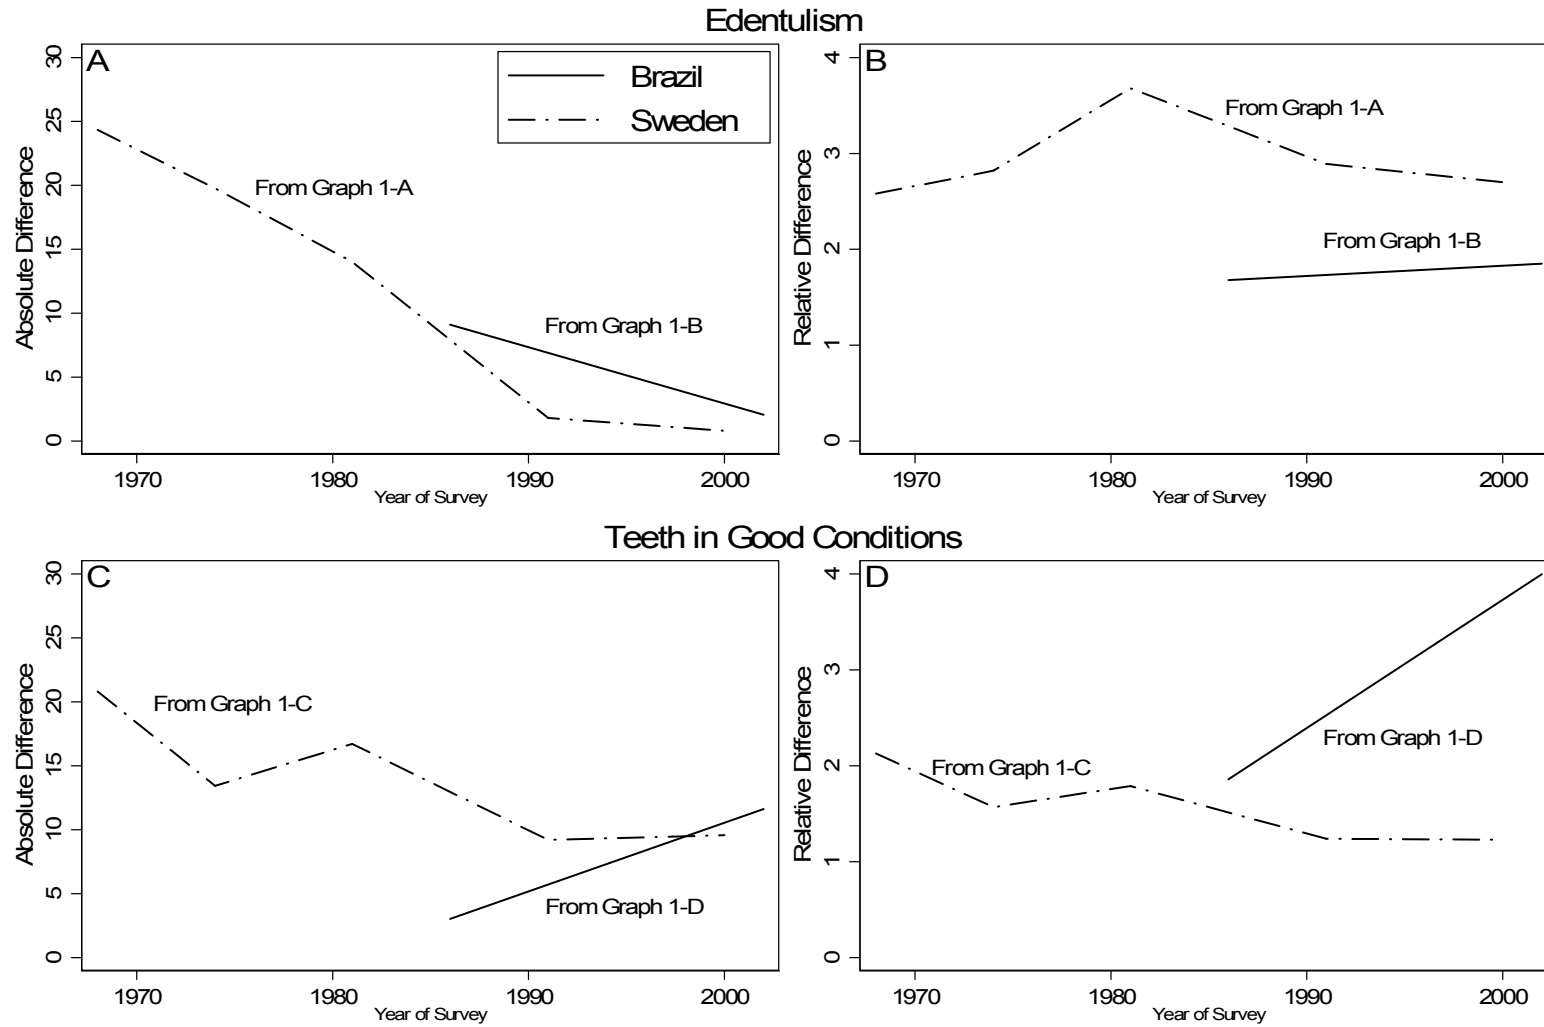 Edentulism
A
Brazil
Sweden
From Graph 1-A
From Graph 1-B
Absolute Difference
0
5
10
15
20
25
30
1970
1980
1990
2000
Year of Survey
B
From Graph 1-A
From Graph 1-B
Relative Difference
0
1
2
3
4
1970
1980
1990
2000
Year of Survey
Teeth in Good Conditions
C
From Graph 1-C
From Graph 1-D
Absolute Difference
0
5
10
15
20
25
30
1970
1980
1990
2000
Year of Survey
D
From Graph 1-C
From Graph 1-D
Relative Difference
0
1
2
3
4
1970
1980
1990
2000
Year of Survey